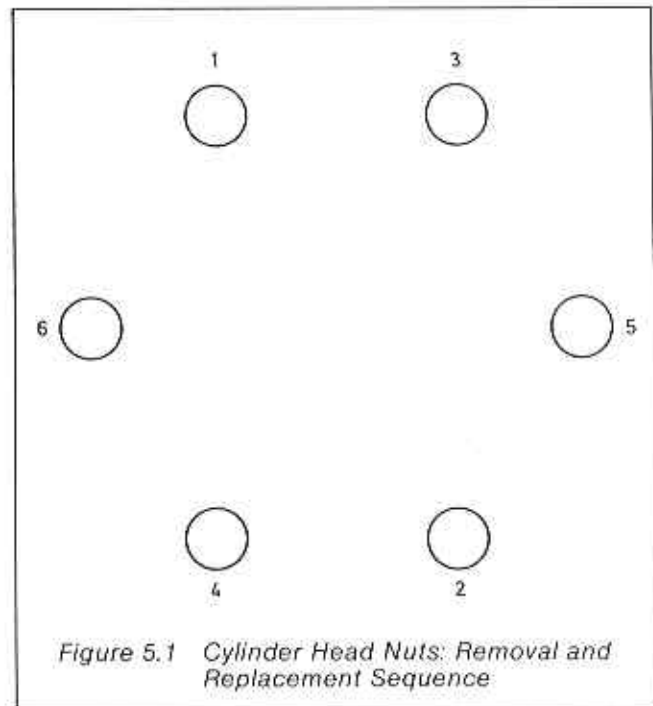 1 3
6 5
4 2
Figure 5.1 Cylinder Head Nuts: Removal and
Replacement Sequence